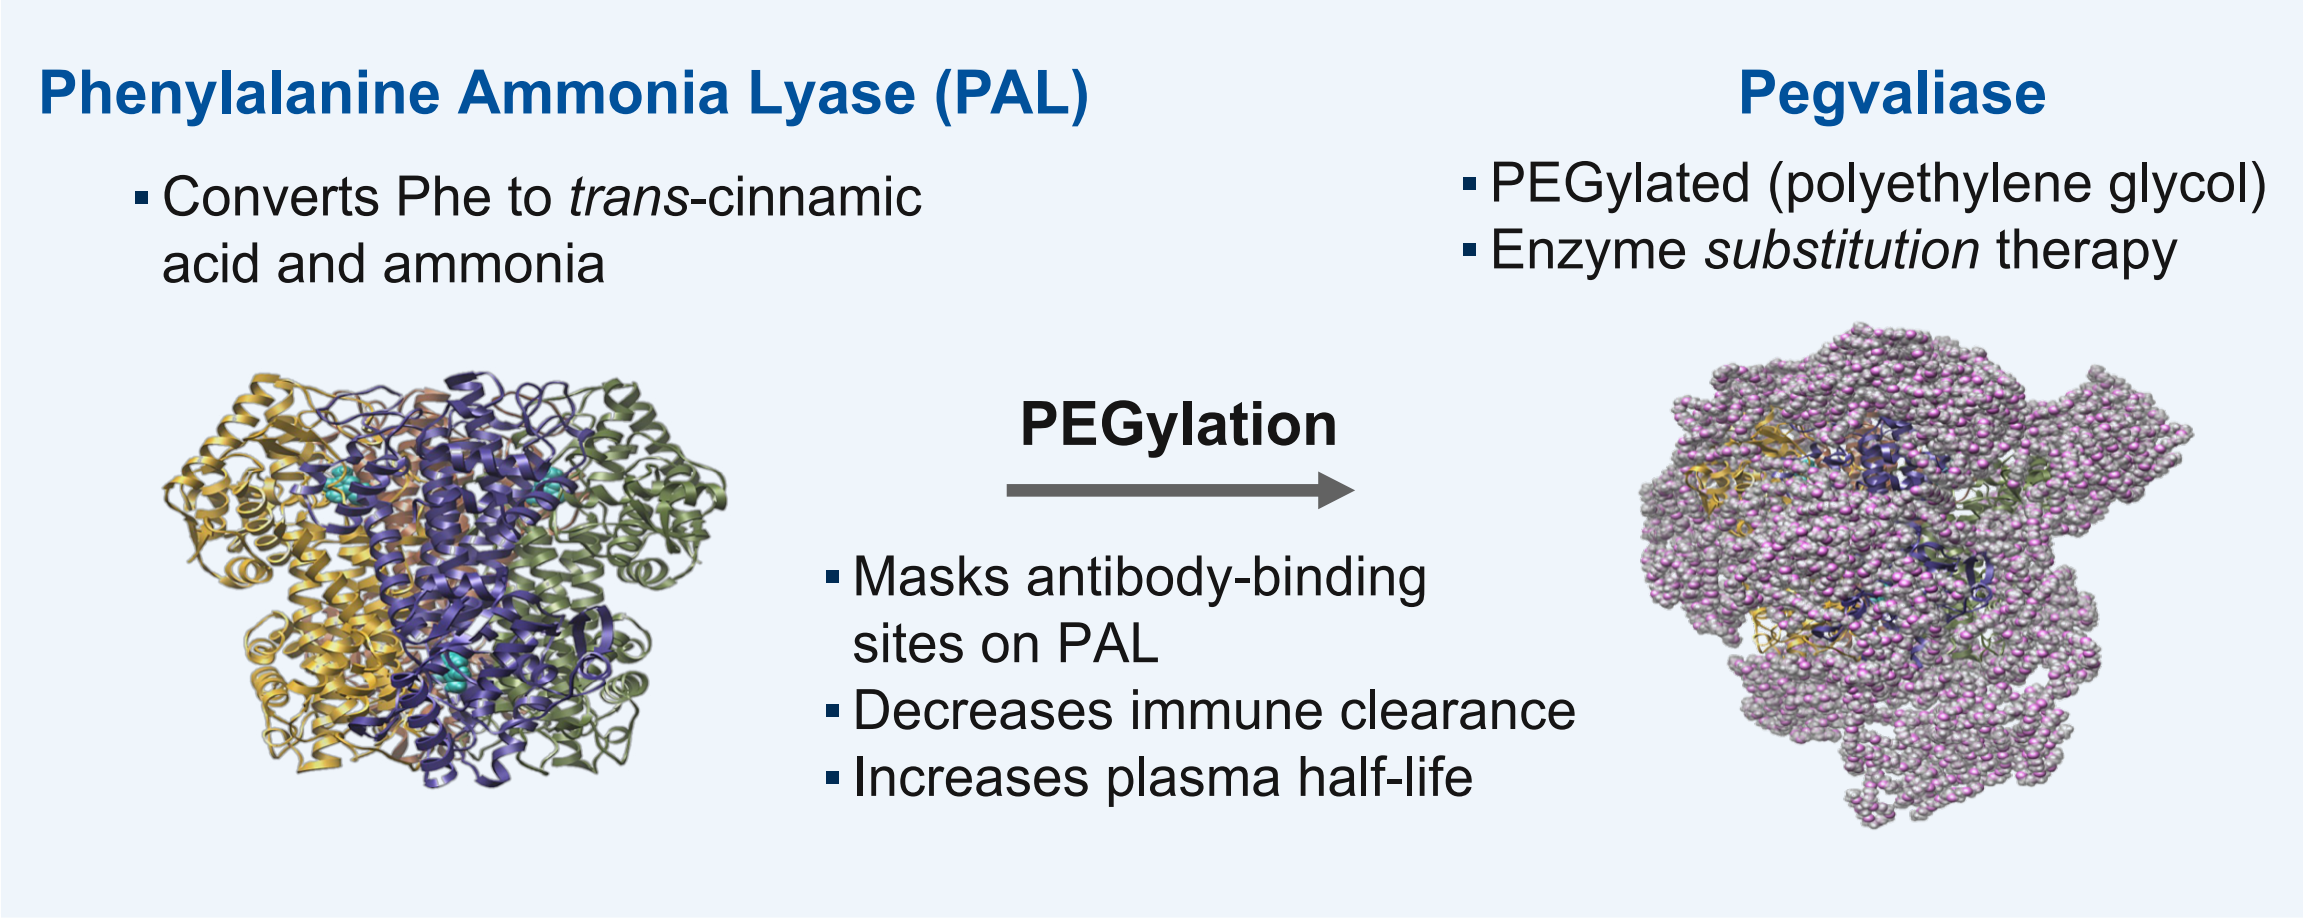 Phenylalanine Ammonia Lyase (PAL)
▪ Converts Phe to trans-cinnamic
acid and ammonia
PEGylation
▪ Masks antibody-binding
sites on PAL
▪ Decreases immune clearance
▪ Increases plasma half-life
Pegvaliase
▪ PEGylated (polyethylene glycol)
▪ Enzyme substitution therapy